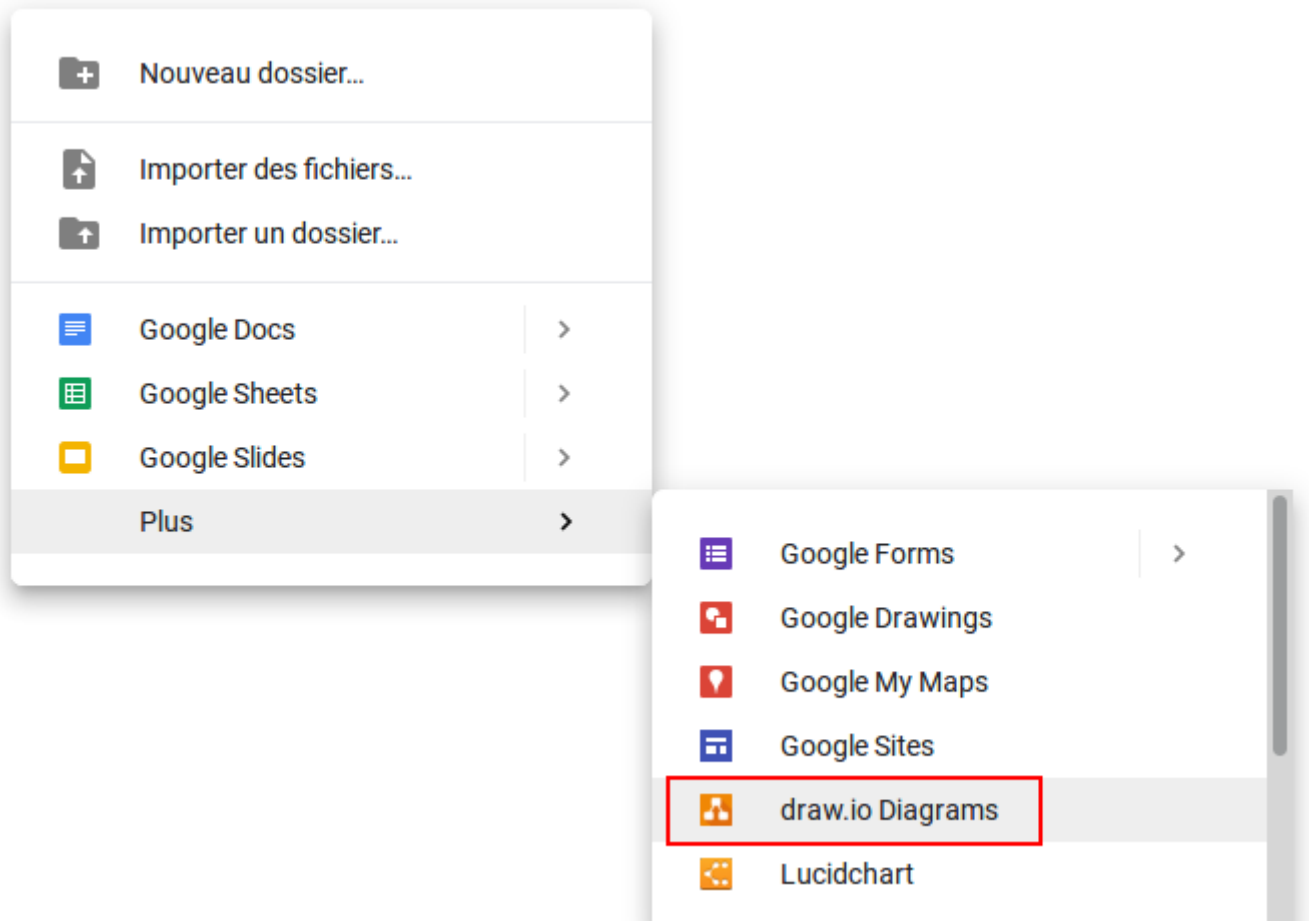 Nouveau dossier...
Importer des fichiers...
Importer un dossier...
Google Docs
Google Sheets
Google Slides
Plus
Google Forms
Google Drawings
Google My Maps
Google Sites
draw.io Diagrams
Lucidchart